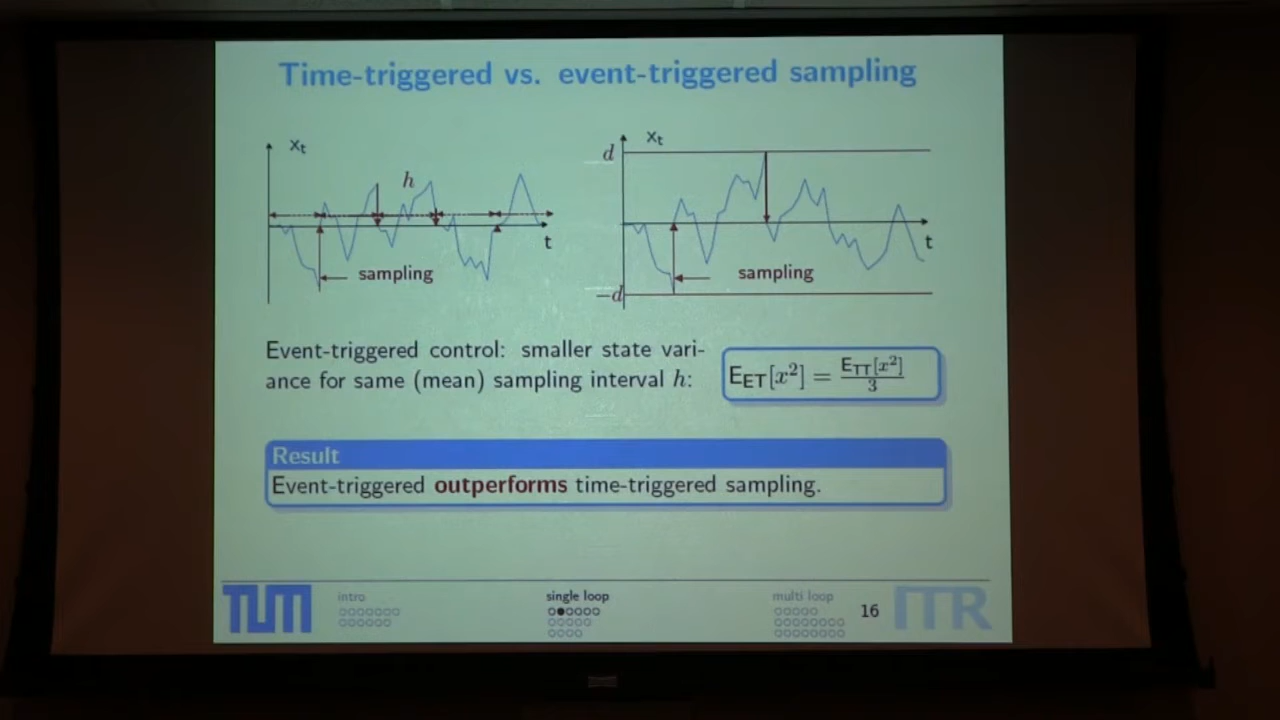 Time-triggered vs. event-triggered sampling
xₜ
h
t
sampling
d
xₜ
t
sampling
−d
Event-triggered control: smaller state vari-
ance for same (mean) sampling interval h:
E_ET[x²] = E_TT[x²]/3
Result
Event-triggered outperforms time-triggered sampling.
TUM
intro
single loop
multi loop
16
ITR